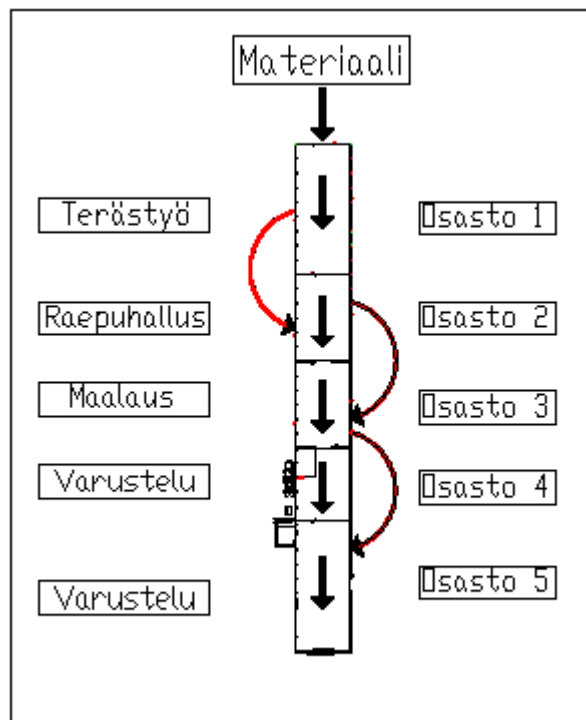 Materiaali
Terästyö
Osasto 1
Raepuhallus
Osasto 2
Maalaus
Osasto 3
Varustelu
Osasto 4
Varustelu
Osasto 5